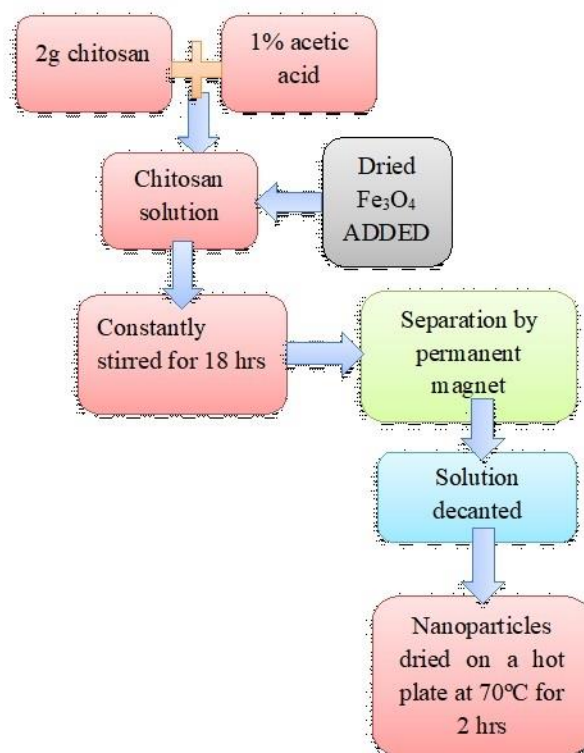 2g chitosan
1% acetic
acid
Chitosan
solution
Dried
Fe₃O₄
ADDED
Constantly
stirred for 18 hrs
Separation by
permanent
magnet
Solution
decanted
Nanoparticles
dried on a hot
plate at 70ºC for
2 hrs